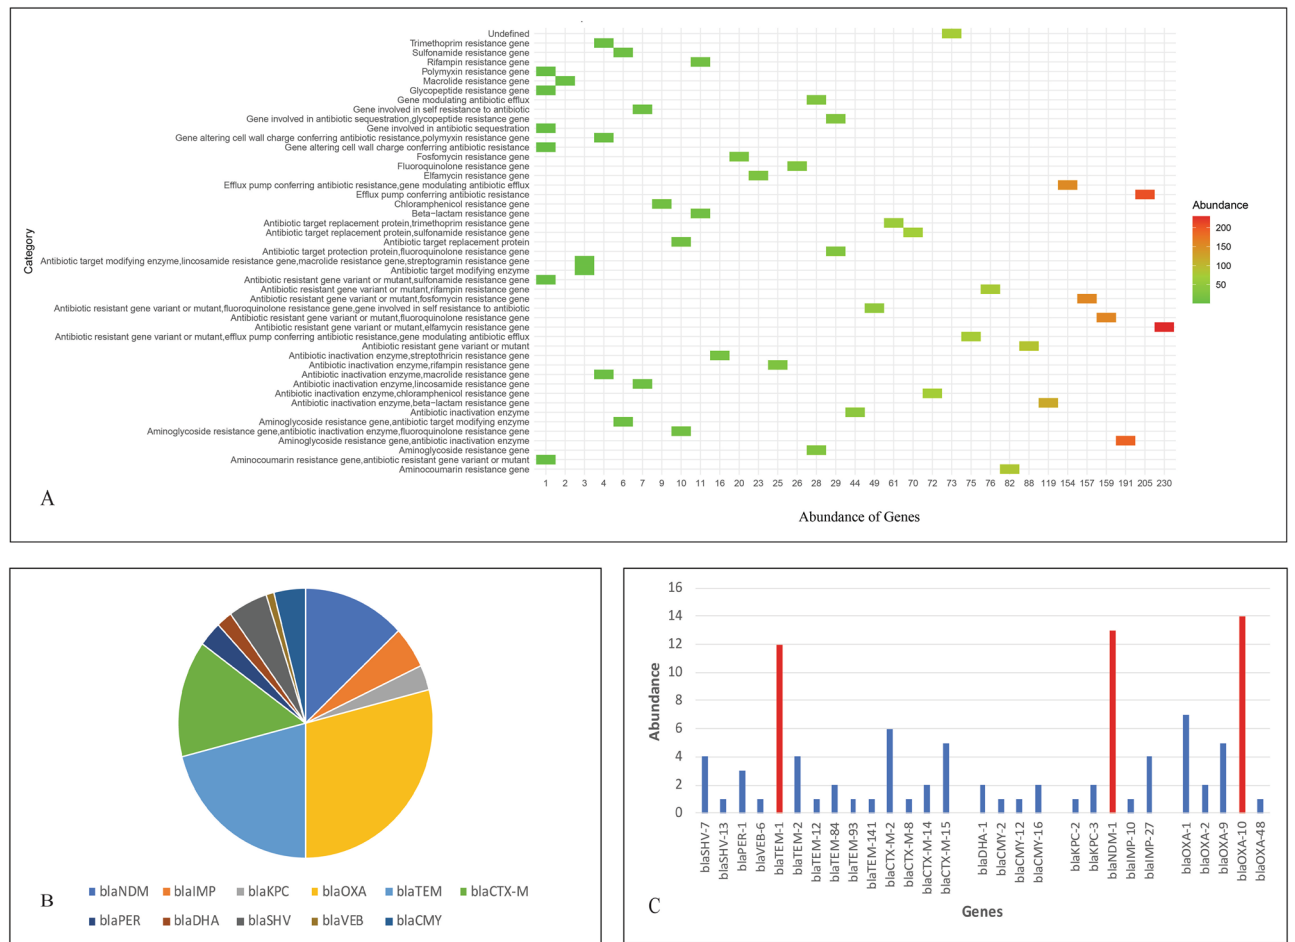 Undefined
Trimethoprim resistance gene
Sulfonamide resistance gene
Rifampin resistance gene
Polymyxin resistance gene
Macrolide resistance gene
Glycopeptide resistance gene
Gene modulating antibiotic efflux
Gene involved in self resistance to antibiotic
Gene involved in antibiotic sequestration,glycopeptide resistance gene
Gene involved in antibiotic sequestration
Gene altering cell wall charge conferring antibiotic resistance,polymyxin resistance gene
Gene altering cell wall charge conferring antibiotic resistance
Fosfomycin resistance gene
Fluoroquinolone resistance gene
Elfamycin resistance gene
Efflux pump conferring antibiotic resistance,gene modulating antibiotic efflux
Efflux pump conferring antibiotic resistance
Chloramphenicol resistance gene
Beta−lactam resistance gene
Antibiotic target replacement protein,trimethoprim resistance gene
Antibiotic target replacement protein,sulfonamide resistance gene
Antibiotic target replacement protein
Antibiotic target protection protein,fluoroquinolone resistance gene
Antibiotic target modifying enzyme,lincosamide resistance gene,macrolide resistance gene,streptogramin resistance gene
Antibiotic target modifying enzyme
Antibiotic resistant gene variant or mutant,sulfonamide resistance gene
Antibiotic resistant gene variant or mutant,rifampin resistance gene
Antibiotic resistant gene variant or mutant,fosfomycin resistance gene
Antibiotic resistant gene variant or mutant,fluoroquinolone resistance gene,gene involved in self resistance to antibiotic
Antibiotic resistant gene variant or mutant,fluoroquinolone resistance gene
Antibiotic resistant gene variant or mutant,elfamycin resistance gene
Antibiotic resistant gene variant or mutant,efflux pump conferring antibiotic resistance,gene modulating antibiotic efflux
Antibiotic resistant gene variant or mutant
Antibiotic inactivation enzyme,streptothricin resistance gene
Antibiotic inactivation enzyme,rifampin resistance gene
Antibiotic inactivation enzyme,macrolide resistance gene
Antibiotic inactivation enzyme,lincosamide resistance gene
Antibiotic inactivation enzyme,chloramphenicol resistance gene
Antibiotic inactivation enzyme,beta−lactam resistance gene
Antibiotic inactivation enzyme
Aminoglycoside resistance gene,antibiotic target modifying enzyme
Aminoglycoside resistance gene,antibiotic inactivation enzyme,fluoroquinolone resistance gene
Aminoglycoside resistance gene,antibiotic inactivation enzyme
Aminoglycoside resistance gene
Aminocoumarin resistance gene,antibiotic resistant gene variant or mutant
Aminocoumarin resistance gene
Category
1 2 3 4 6 7 9 10 11 16 20 23 25 26 28 29 44 49 61 70 72 73 75 76 82 88 119 154 157 159 191 205 230
Abundance of Genes
Abundance
200
150
100
50
A
blaNDM blaIMP blaKPC blaOXA blaTEM blaCTX-M
blaPER blaDHA blaSHV blaVEB blaCMY
B
16
14
12
10
8
6
4
2
0
Abundance
blaSHV-7
blaSHV-13
blaPER-1
blaVEB-6
blaTEM-1
blaTEM-2
blaTEM-12
blaTEM-84
blaTEM-93
blaTEM-141
blaCTX-M-2
blaCTX-M-8
blaCTX-M-14
blaCTX-M-15
blaDHA-1
blaCMY-2
blaCMY-12
blaCMY-16
blaKPC-2
blaKPC-3
blaNDM-1
blaIMP-10
blaIMP-27
blaOXA-1
blaOXA-2
blaOXA-9
blaOXA-10
blaOXA-48
Genes
C